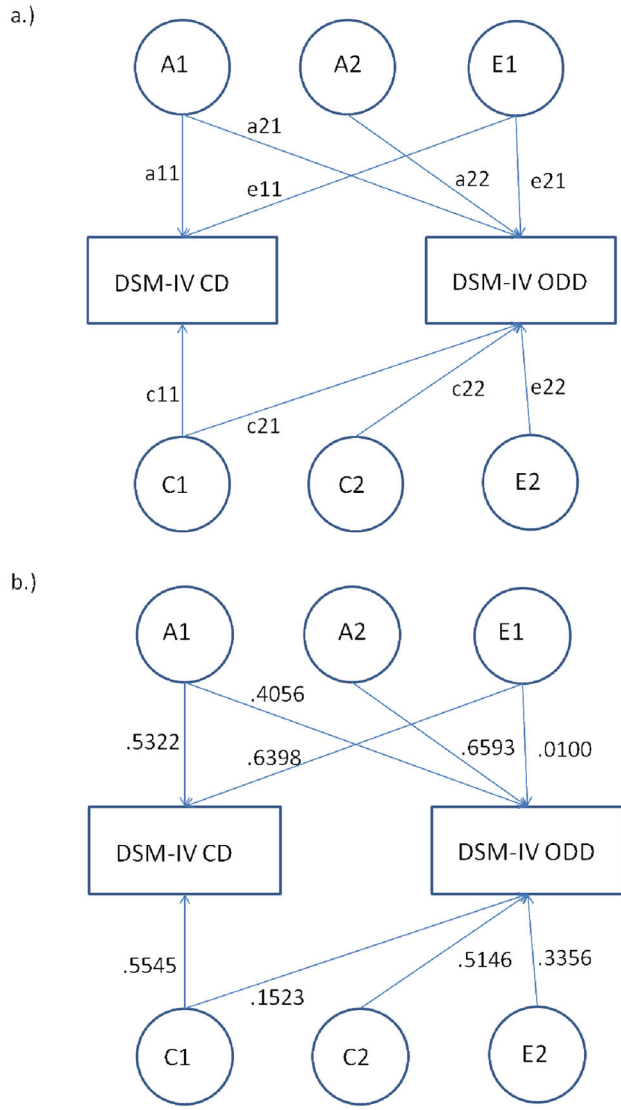 a.)
A1
A2
E1
a21
a11
e11
a22
e21
DSM-IV CD
DSM-IV ODD
c11
c21
c22
e22
C1
C2
E2
b.)
A1
A2
E1
.4056
.5322
.6398
.6593
.0100
DSM-IV CD
DSM-IV ODD
.5545
.1523
.5146
.3356
C1
C2
E2